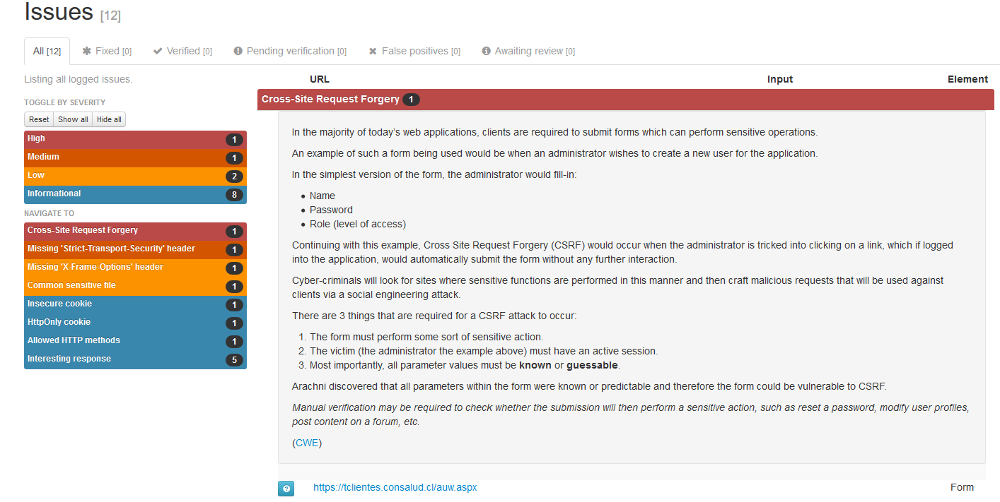 Issues [12]
All [12] Fixed [0] Verified [0] Pending verification [0] False positives [0] Awaiting review [0]
Listing all logged issues.
TOGGLE BY SEVERITY
Reset Show all Hide all
High 1
Medium 1
Low 2
Informational 8
NAVIGATE TO
Cross-Site Request Forgery 1
Missing 'Strict-Transport-Security' header 1
Missing 'X-Frame-Options' header 1
Common sensitive file 1
Insecure cookie 1
HttpOnly cookie 1
Allowed HTTP methods 1
Interesting response 5
URL Input Element
Cross-Site Request Forgery 1
In the majority of today's web applications, clients are required to submit forms which can perform sensitive operations.
An example of such a form being used would be when an administrator wishes to create a new user for the application.
In the simplest version of the form, the administrator would fill-in:
• Name
• Password
• Role (level of access)
Continuing with this example, Cross Site Request Forgery (CSRF) would occur when the administrator is tricked into clicking on a link, which if logged
into the application, would automatically submit the form without any further interaction.
Cyber-criminals will look for sites where sensitive functions are performed in this manner and then craft malicious requests that will be used against
clients via a social engineering attack.
There are 3 things that are required for a CSRF attack to occur:
1. The form must perform some sort of sensitive action.
2. The victim (the administrator the example above) must have an active session.
3. Most importantly, all parameter values must be known or guessable.
Arachni discovered that all parameters within the form were known or predictable and therefore the form could be vulnerable to CSRF.
Manual verification may be required to check whether the submission will then perform a sensitive action, such as reset a password, modify user profiles,
post content on a forum, etc.
(CWE)
https://tclientes.consalud.cl/auw.aspx Form